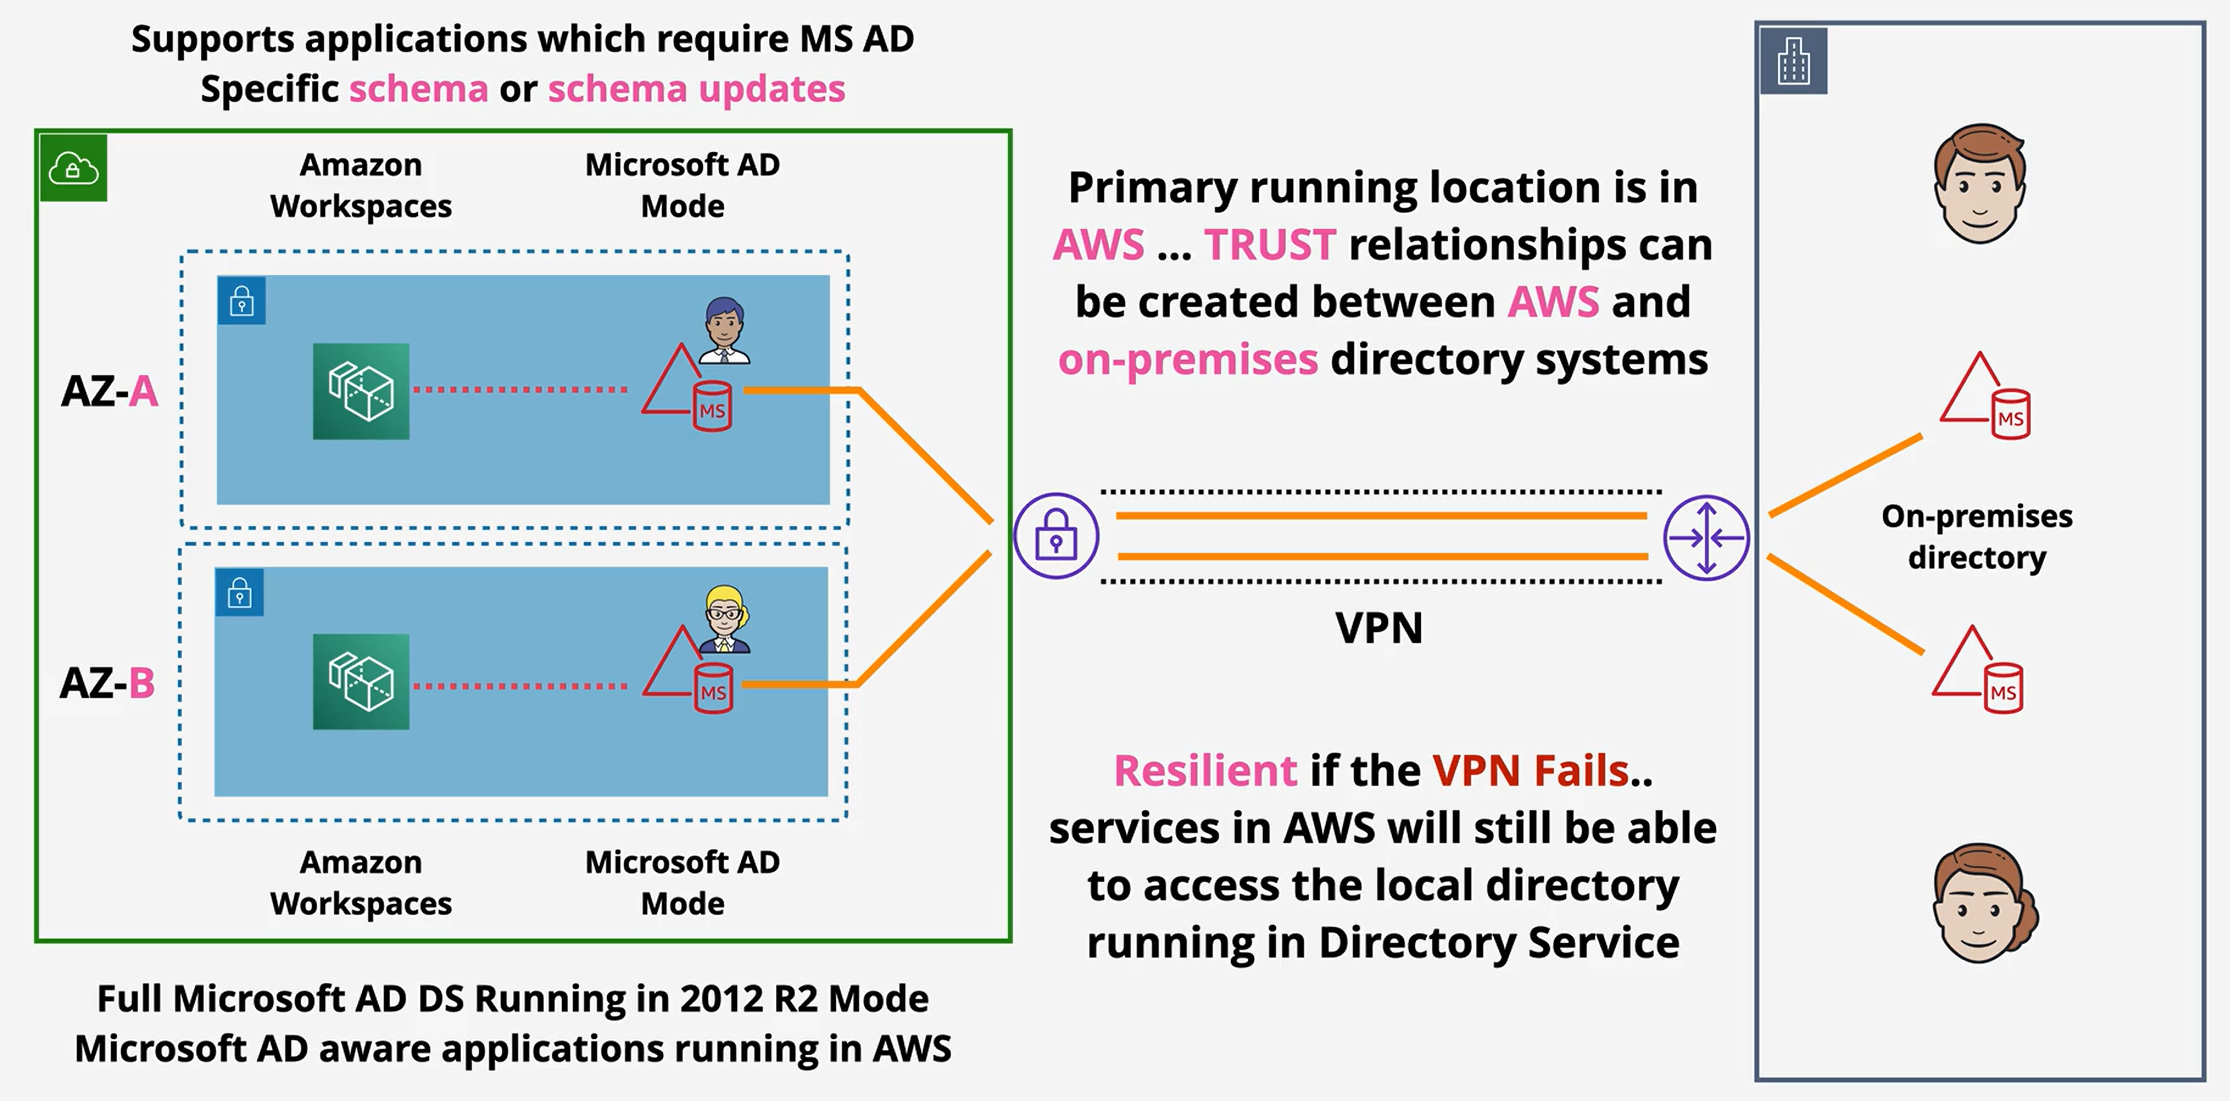 Supports applications which require MS AD
Specific schema or schema updates
Amazon
Workspaces
Microsoft AD
Mode
AZ-A
MS
AZ-B
MS
Amazon
Workspaces
Microsoft AD
Mode
Full Microsoft AD DS Running in 2012 R2 Mode
Microsoft AD aware applications running in AWS
Primary running location is in
AWS ... TRUST relationships can
be created between AWS and
on-premises directory systems
VPN
Resilient if the VPN Fails..
services in AWS will still be able
to access the local directory
running in Directory Service
MS
On-premises
directory
MS